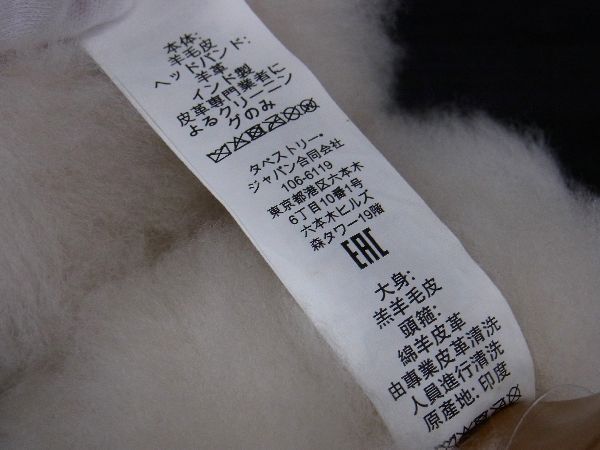 本体:
羊毛皮
ヘッドバンド:
羊革
インド製
皮革専門業者に
よるクリーニン
グのみ
タペストリー・
ジャパン合同会社
106-6119
東京都港区六本木
6丁目10番1号
六本木ヒルズ
森タワー19階
EAC
大身:
羔羊毛皮
頭箍:
綿羊皮革
由專業皮革清洗
人員進行清洗
原產地: 印度